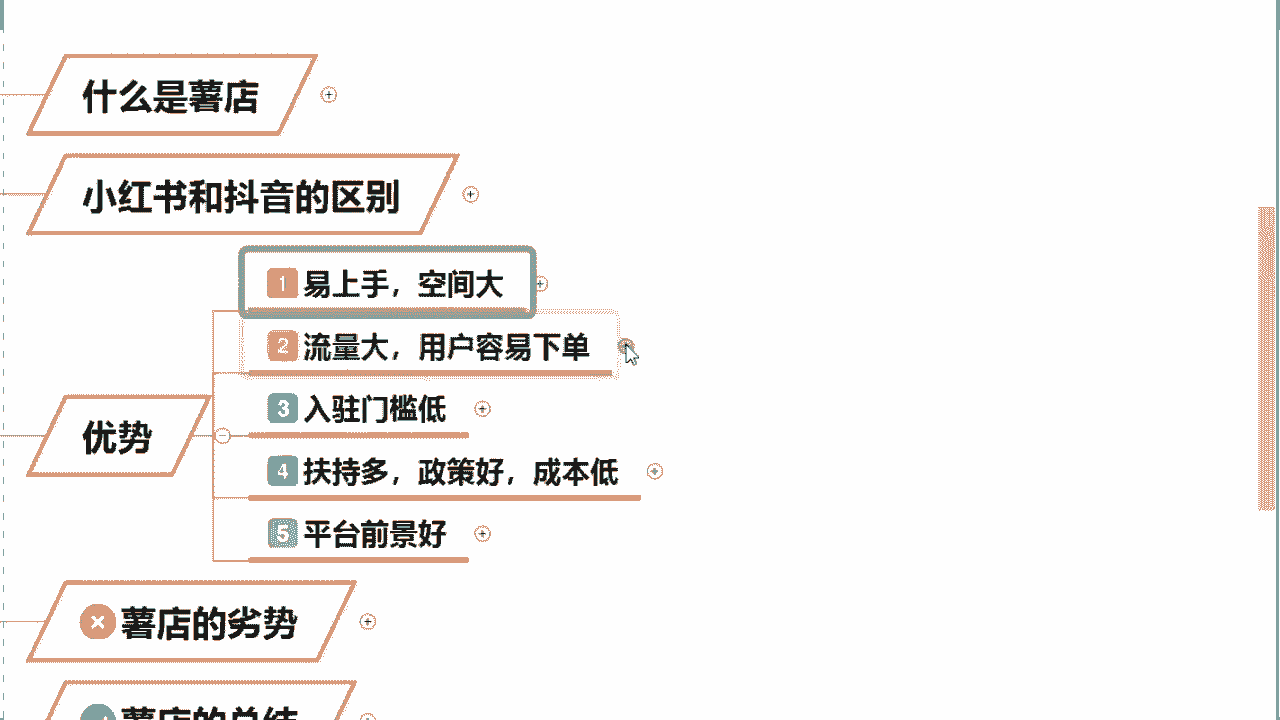 什么是薯店
小红书和抖音的区别
1 易上手，空间大
2 流量大，用户容易下单
3 入驻门槛低
优势
4 扶持多，政策好，成本低
5 平台前景好
薯店的劣势
薯店的总结